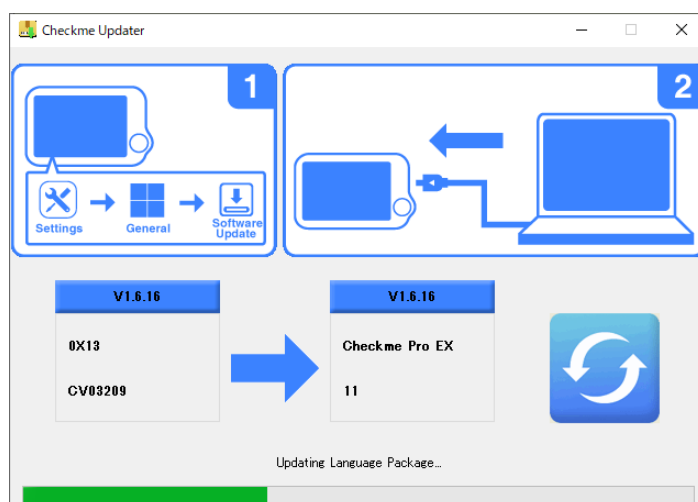 Checkme Updater
1
2
Settings
General
Software
Update
V1.6.16
0X13
CV03209
V1.6.16
Checkme Pro EX
11
Updating Language Package...